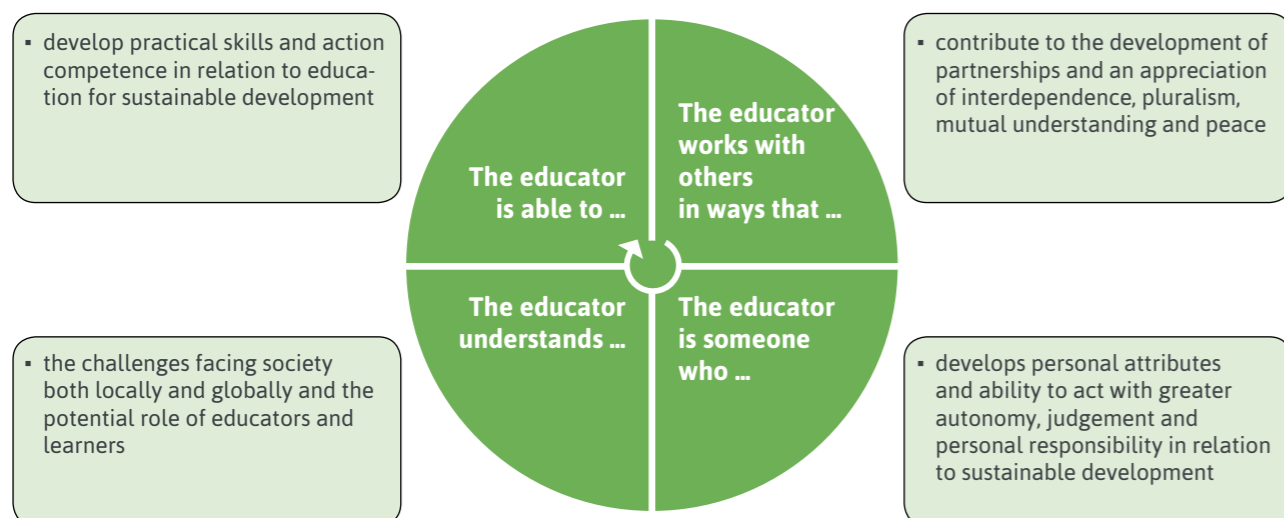 ▪ develop practical skills and action
competence in relation to educa-
tion for sustainable development
The educator
is able to ...
The educator
works with
others
in ways that ...
▪ contribute to the development of
partnerships and an appreciation
of interdependence, pluralism,
mutual understanding and peace
▪ the challenges facing society
both locally and globally and the
potential role of educators and
learners
The educator
understands ...
The educator
is someone
who ...
▪ develops personal attributes
and ability to act with greater
autonomy, judgement and
personal responsibility in relation
to sustainable development